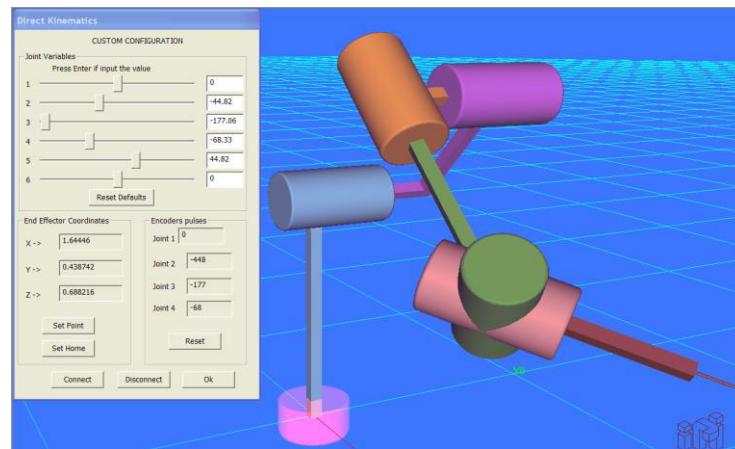 Direct Kinematics
CUSTOM CONFIGURATION
Joint Variables
Press Enter if input the value
1 0
2 -44.82
3 -177.06
4 -68.33
5 44.82
6 0
Reset Defaults
End Effector Coordinates
X -> 1.64446
Y -> 0.438742
Z -> 0.688216
Set Point
Set Home
Encoders pulses
Joint 1 0
Joint 2 -448
Joint 3 -177
Joint 4 -68
Reset
Connect Disconnect Ok